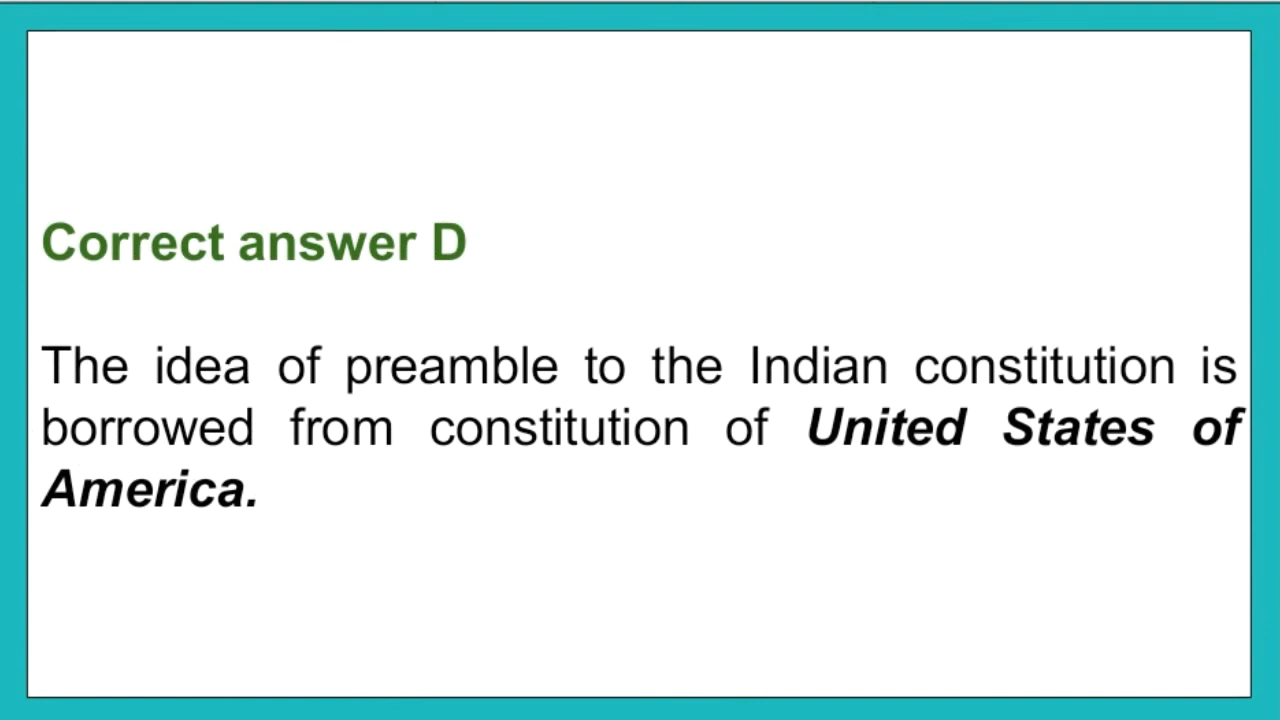 Correct answer D
The idea of preamble to the Indian constitution is
borrowed from constitution of United States of
America.